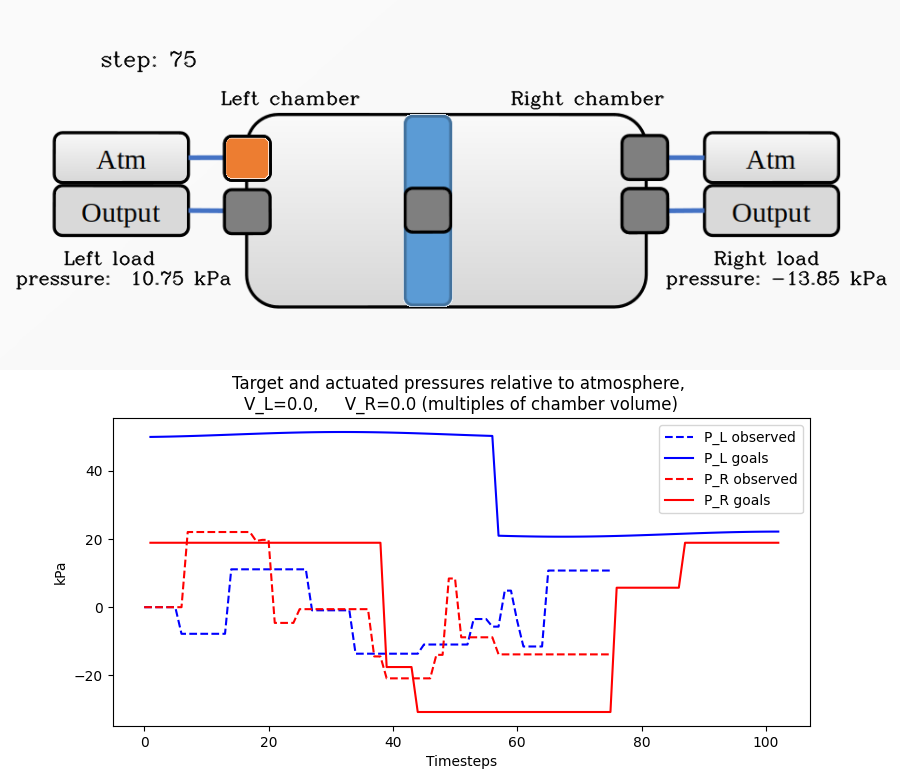 step: 75
Left chamber
Right chamber
Atm
Atm
Output
Output
Left load
pressure: 10.75 kPa
Right load
pressure: −13.85 kPa
Target and actuated pressures relative to atmosphere,
V_L=0.0, V_R=0.0 (multiples of chamber volume)
P_L observed
P_L goals
P_R observed
P_R goals
kPa
40
20
0
−20
0 20 40 60 80 100
Timesteps